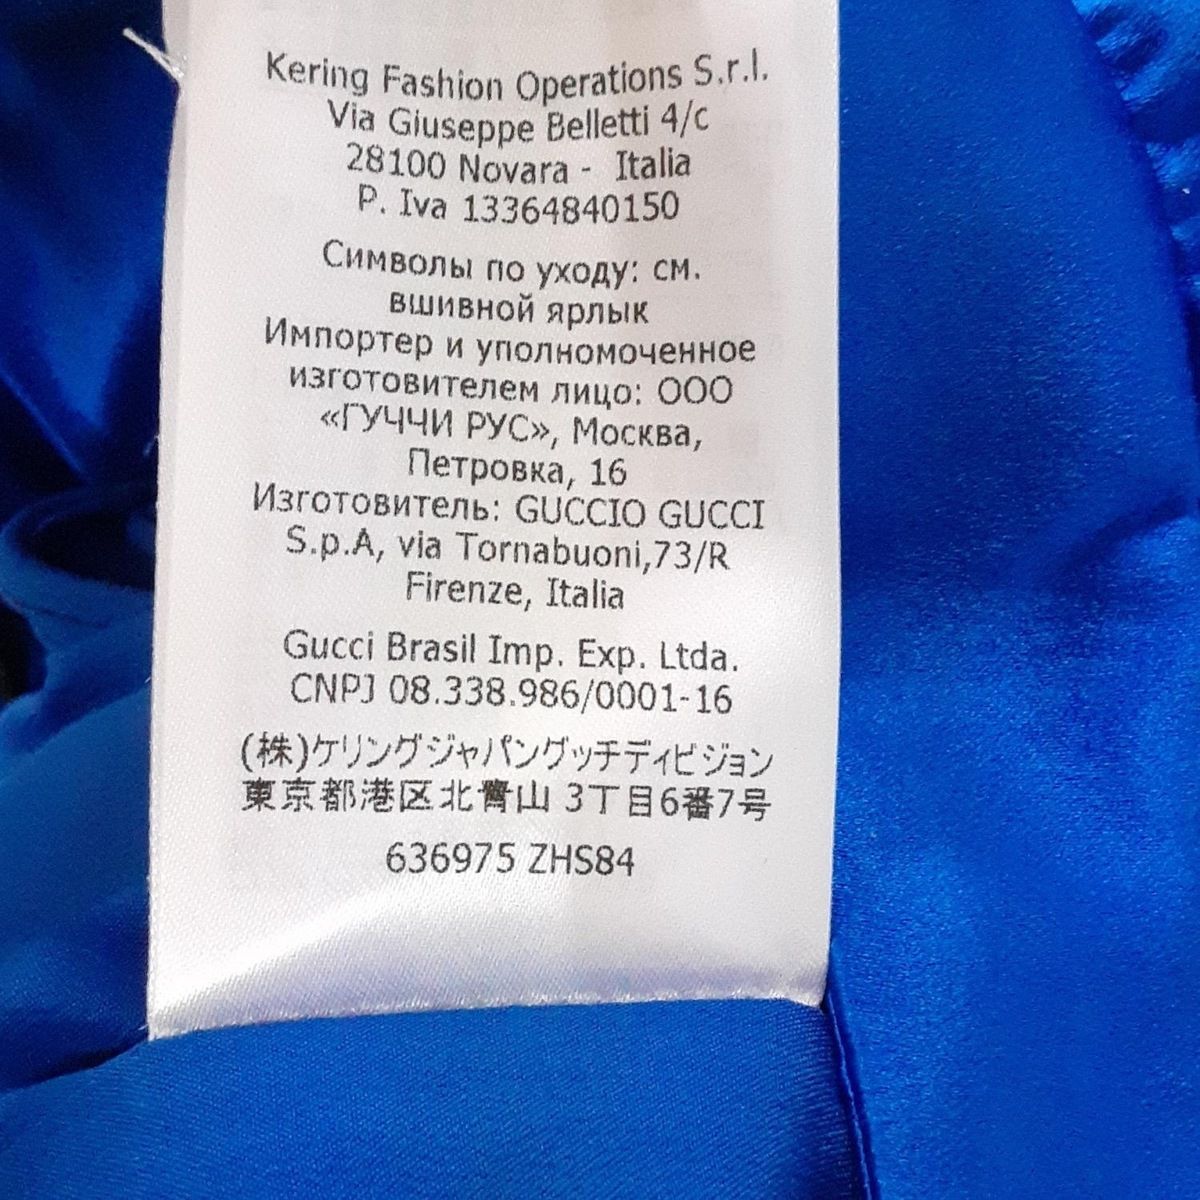 Kering Fashion Operations S.r.l.
Via Giuseppe Belletti 4/c
28100 Novara - Italia
P. Iva 13364840150
Символы по уходу: см.
вшивной ярлык
Импортер и уполномоченное
изготовителем лицо: ООО
«ГУЧЧИ РУС», Москва,
Петровка, 16
Изготовитель: GUCCIO GUCCI
S.p.A, via Tornabuoni,73/R
Firenze, Italia
Gucci Brasil Imp. Exp. Ltda.
CNPJ 08.338.986/0001-16
(株)ケリングジャパングッチディビジョン
東京都港区北青山 3丁目6番7号
636975 ZHS84